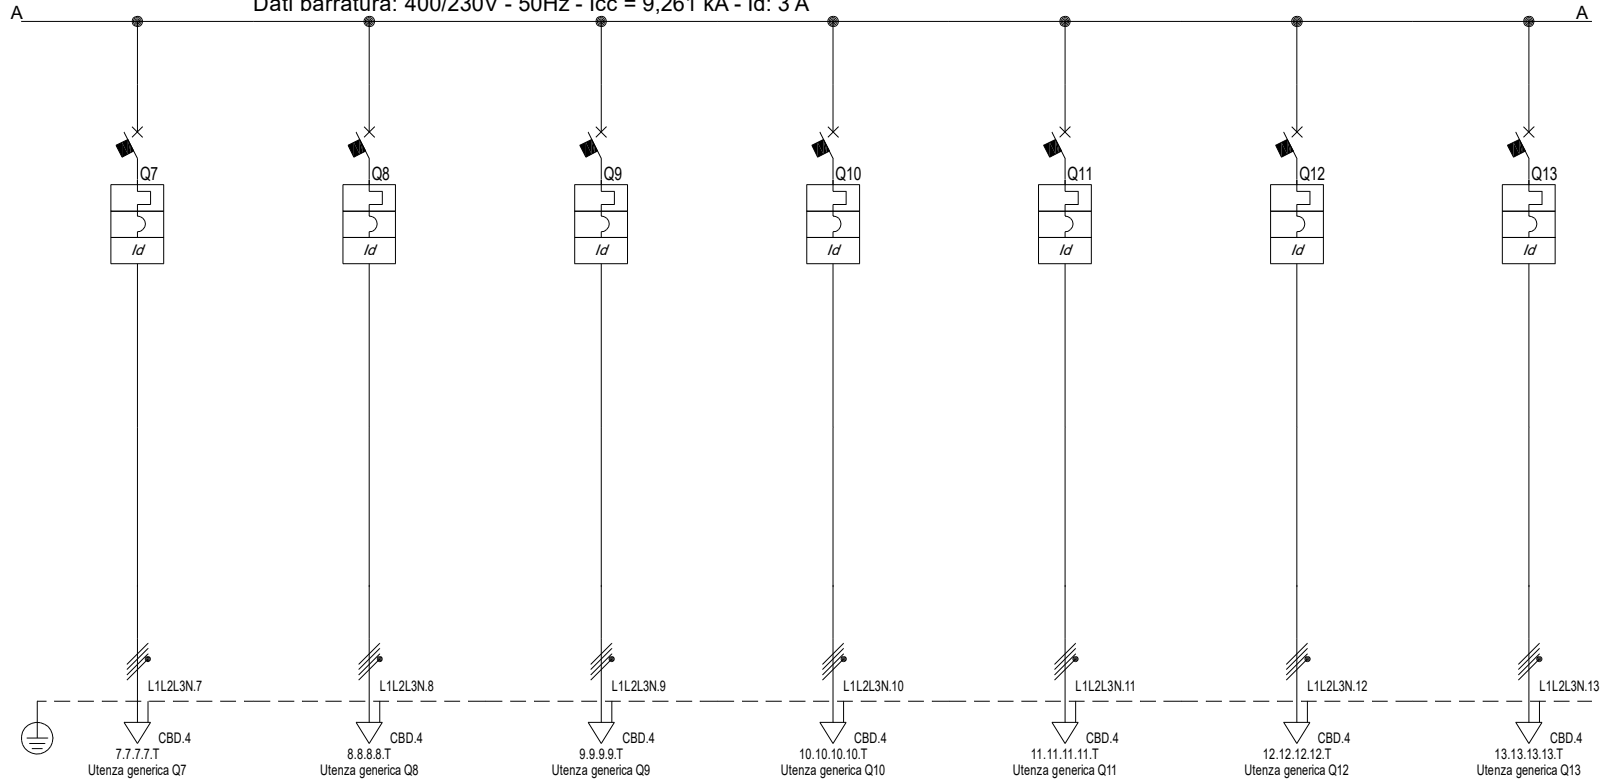 Dati barratura: 400/230V - 50Hz - Icc = 9,261 kA - Id: 3 A
A A
Q7 Q8 Q9 Q10 Q11 Q12 Q13
Id Id Id Id Id Id Id
L1L2L3N.7 L1L2L3N.8 L1L2L3N.9 L1L2L3N.10 L1L2L3N.11 L1L2L3N.12 L1L2L3N.13
CBD.4 CBD.4 CBD.4 CBD.4 CBD.4 CBD.4 CBD.4
7.7.7.7.T 8.8.8.8.T 9.9.9.9.T 10.10.10.10.T 11.11.11.11.T 12.12.12.12.T 13.13.13.13.T
Utenza generica Q7 Utenza generica Q8 Utenza generica Q9 Utenza generica Q10 Utenza generica Q11 Utenza generica Q12 Utenza generica Q13